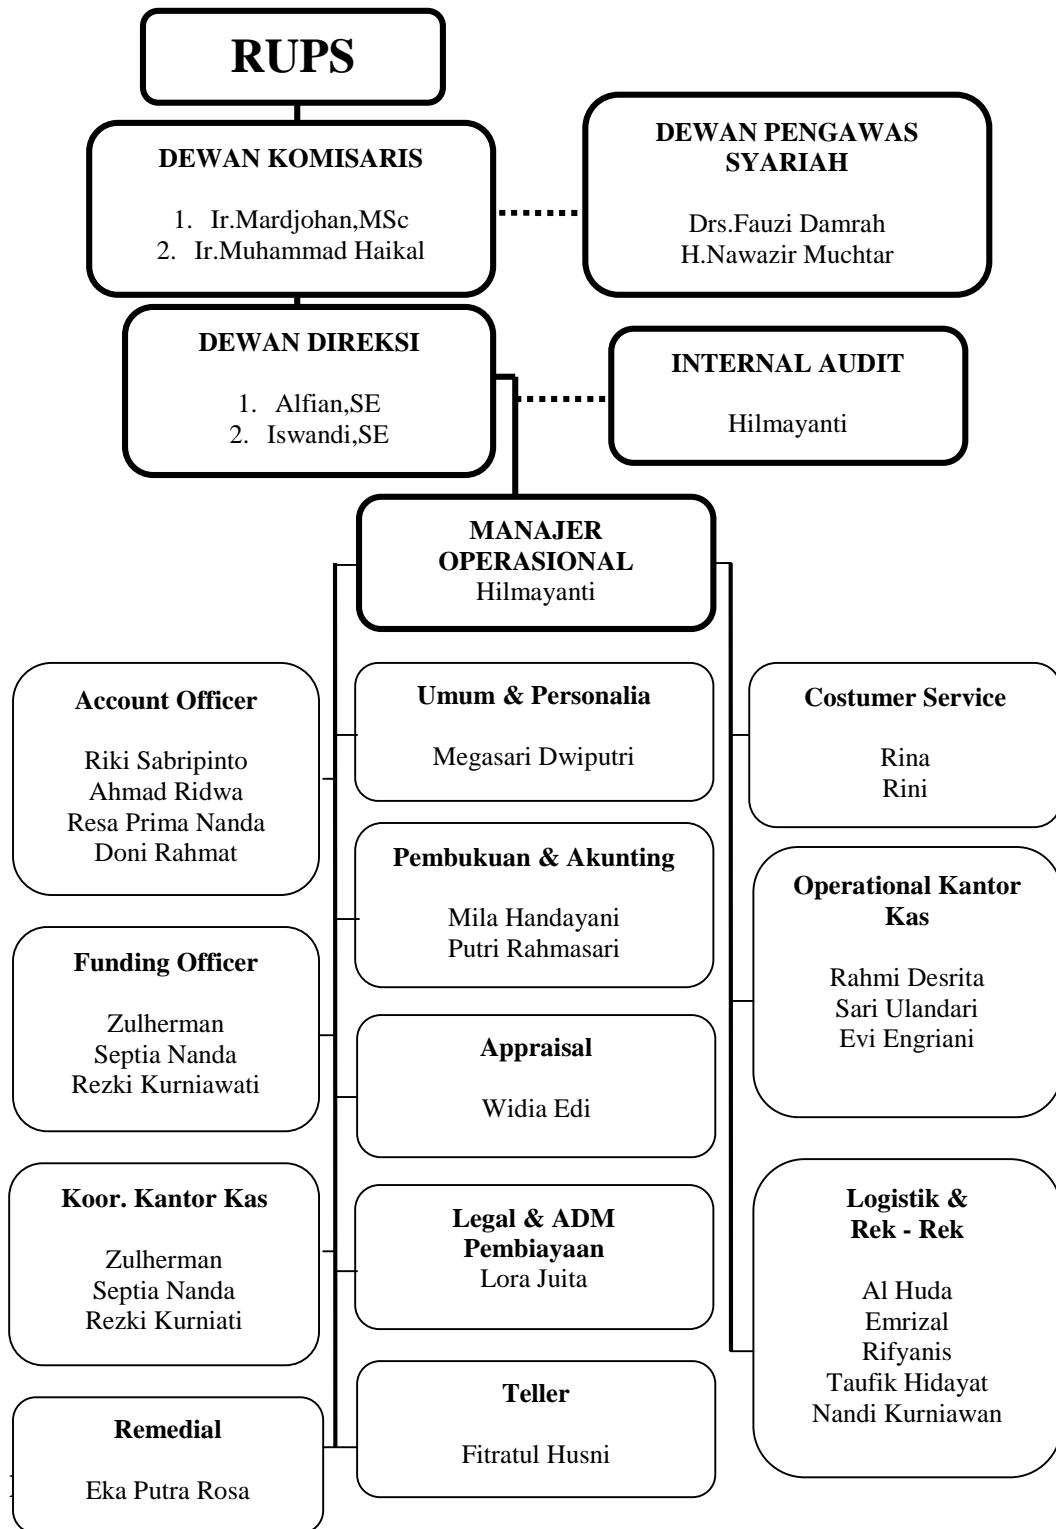 RUPS
DEWAN KOMISARIS
1. Ir.Mardjohan,MSc
2. Ir.Muhammad Haikal
DEWAN PENGAWAS
SYARIAH
Drs.Fauzi Damrah
H.Nawazir Muchtar
DEWAN DIREKSI
1. Alfian,SE
2. Iswandi,SE
INTERNAL AUDIT
Hilmayanti
MANAJER
OPERASIONAL
Hilmayanti
Account Officer
Riki Sabripinto
Ahmad Ridwa
Resa Prima Nanda
Doni Rahmat
Funding Officer
Zulherman
Septia Nanda
Rezki Kurniawati
Koor. Kantor Kas
Zulherman
Septia Nanda
Rezki Kurniati
Remedial
Eka Putra Rosa
Umum & Personalia
Megasari Dwiputri
Pembukuan & Akunting
Mila Handayani
Putri Rahmasari
Appraisal
Widia Edi
Legal & ADM
Pembiayaan
Lora Juita
Teller
Fitratul Husni
Costumer Service
Rina
Rini
Operational Kantor
Kas
Rahmi Desrita
Sari Ulandari
Evi Engriani
Logistik &
Rek - Rek
Al Huda
Emrizal
Rifyanis
Taufik Hidayat
Nandi Kurniawan